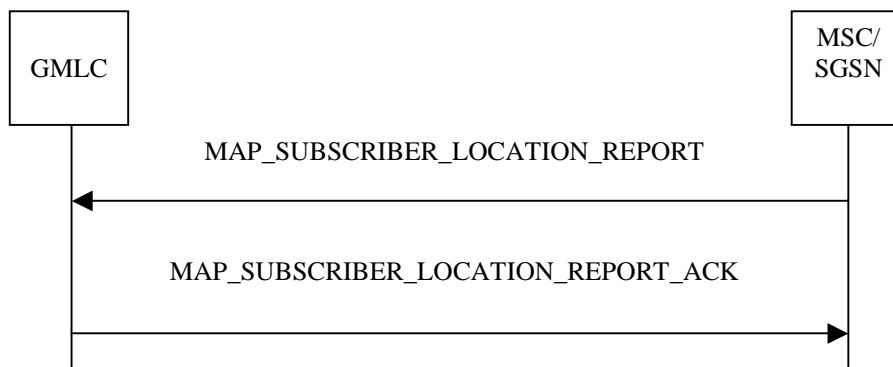 GMLC
MSC/
SGSN
MAP_SUBSCRIBER_LOCATION_REPORT
MAP_SUBSCRIBER_LOCATION_REPORT_ACK